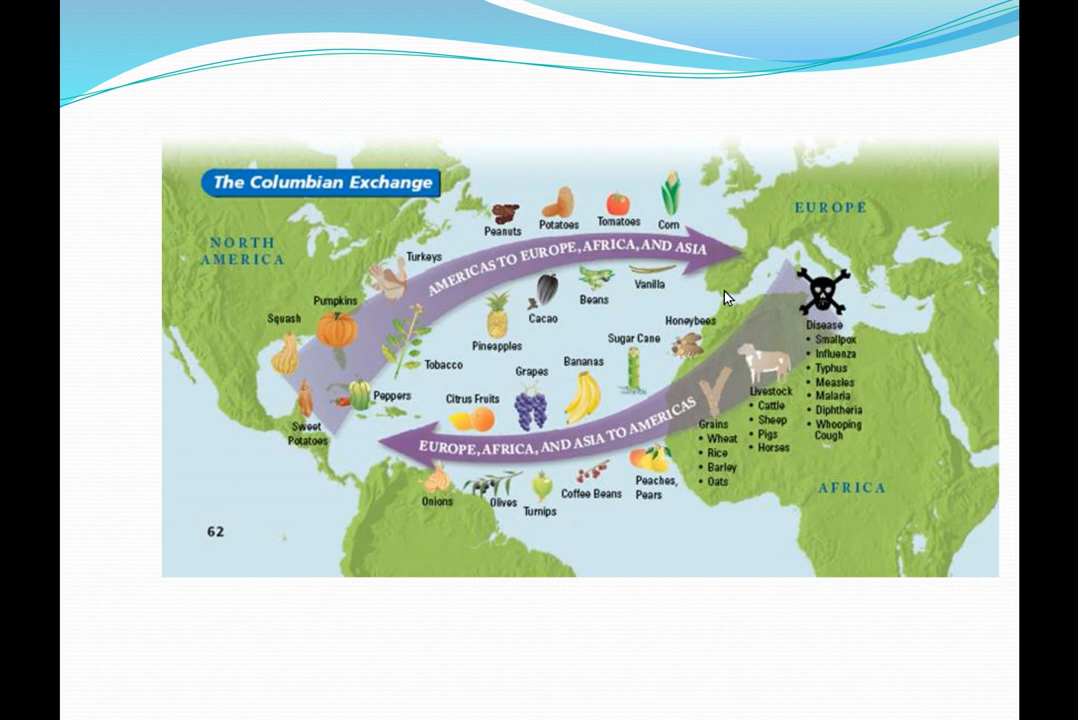 The Columbian Exchange
NORTH
AMERICA
EUROPE
Peanuts
Potatoes
Tomatoes
Corn
Turkeys
AMERICAS TO EUROPE, AFRICA, AND ASIA
Pumpkins
Squash
Cacao
Beans
Vanilla
Pineapples
Tobacco
Peppers
Sweet
Potatoes
Honeybees
Sugar Cane
Bananas
Grapes
Citrus Fruits
EUROPE, AFRICA, AND ASIA TO AMERICAS
Onions
Olives
Turnips
Coffee Beans
Peaches,
Pears
Grains
• Wheat
• Rice
• Barley
• Oats
Livestock
• Cattle
• Sheep
• Pigs
• Horses
Disease
• Smallpox
• Influenza
• Typhus
• Measles
• Malaria
• Diphtheria
• Whooping
Cough
AFRICA
62